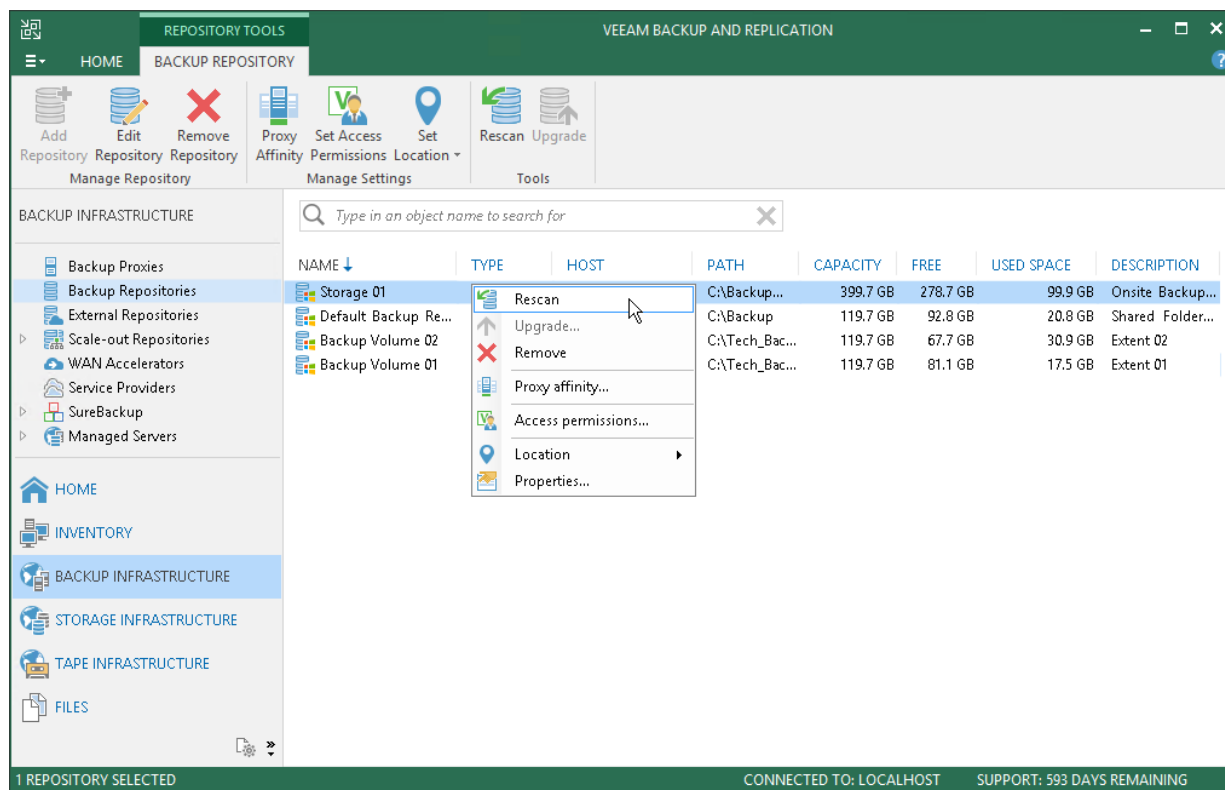 REPOSITORY TOOLS
VEEAM BACKUP AND REPLICATION
HOME BACKUP REPOSITORY
Add Repository
Edit Repository
Remove Repository
Proxy Affinity
Set Access Permissions
Set Location
Rescan
Upgrade
Manage Repository
Manage Settings
Tools
BACKUP INFRASTRUCTURE
Backup Proxies
Backup Repositories
External Repositories
Scale-out Repositories
WAN Accelerators
Service Providers
SureBackup
Managed Servers
HOME
INVENTORY
BACKUP INFRASTRUCTURE
STORAGE INFRASTRUCTURE
TAPE INFRASTRUCTURE
FILES
Type in an object name to search for
NAME TYPE HOST PATH CAPACITY FREE USED SPACE DESCRIPTION
Storage 01 C:\Backup... 399.7 GB 278.7 GB 99.9 GB Onsite Backup...
Default Backup Re... C:\Backup 119.7 GB 92.8 GB 20.8 GB Shared Folder...
Backup Volume 02 C:\Tech_Bac... 119.7 GB 67.7 GB 30.9 GB Extent 02
Backup Volume 01 C:\Tech_Bac... 119.7 GB 81.1 GB 17.5 GB Extent 01
Rescan
Upgrade...
Remove
Proxy affinity...
Access permissions...
Location
Properties...
1 REPOSITORY SELECTED
CONNECTED TO: LOCALHOST
SUPPORT: 593 DAYS REMAINING